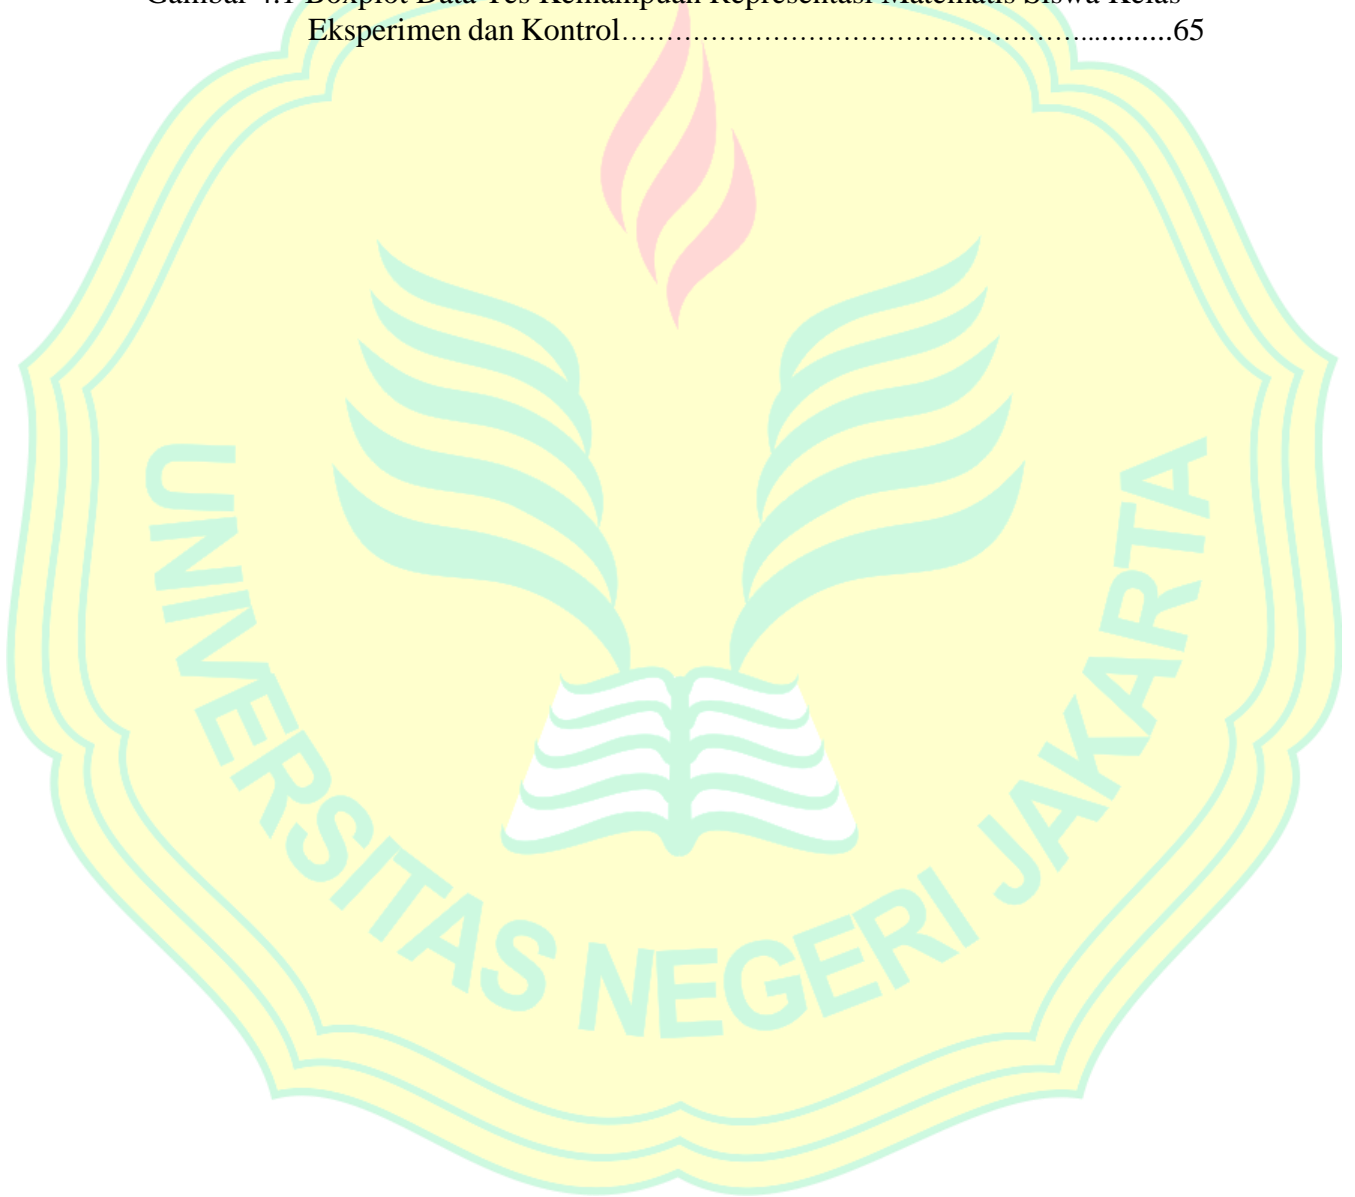 Gambar 4.1 Boxplot Data Tes Kemampuan Representasi Matematis Siswa Kelas
Eksperimen dan Kontrol……………………………………………...........65
UNIVERSITAS NEGERI JAKARTA